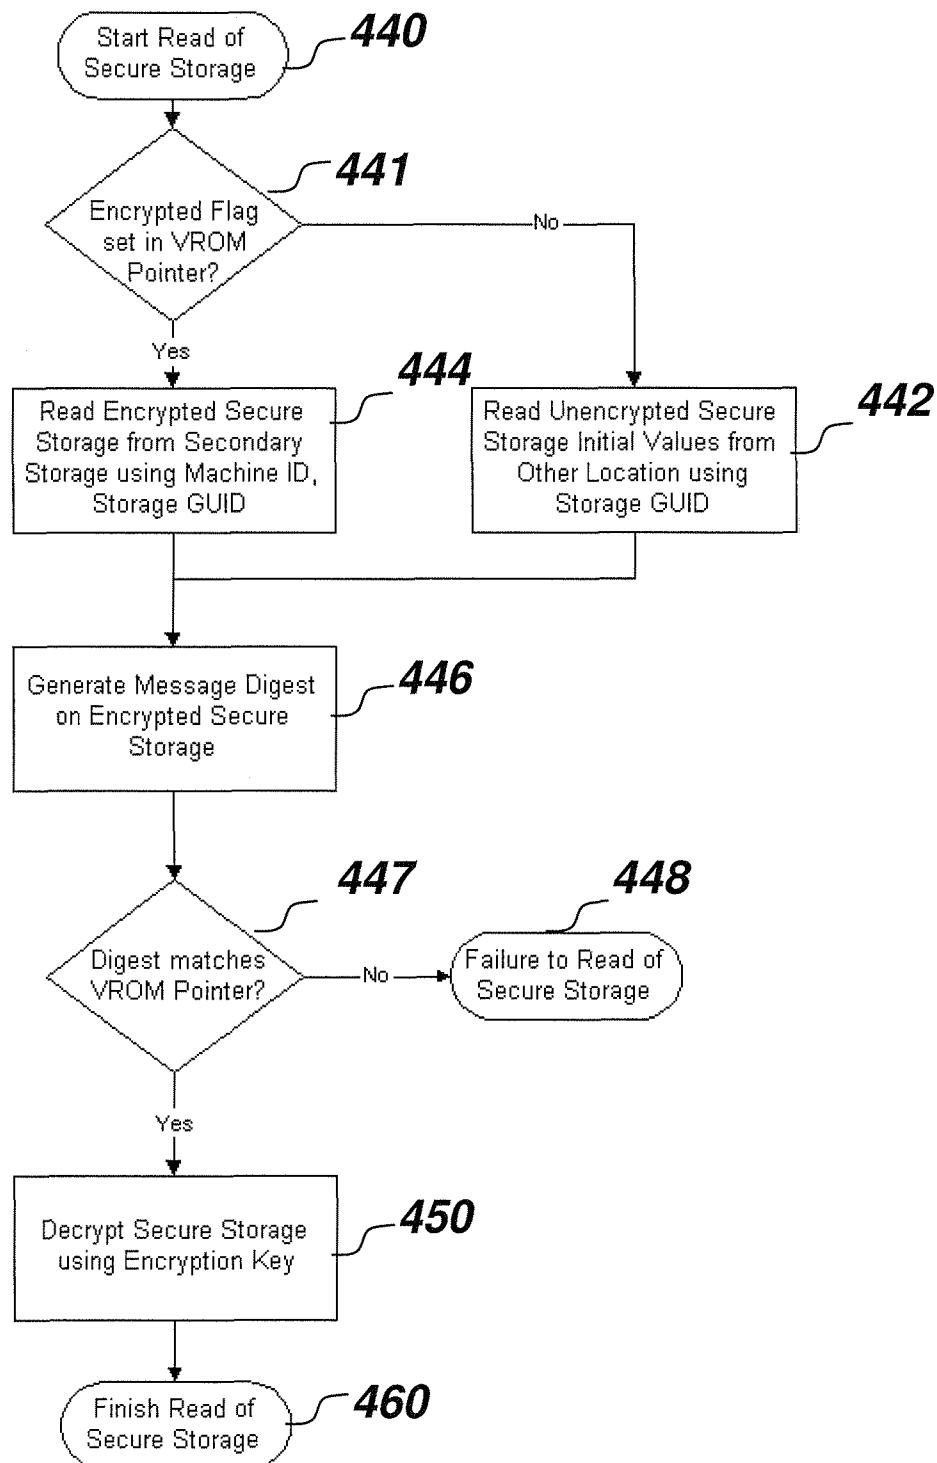 Start Read of
Secure Storage
440
441
Encrypted Flag
set in VROM
Pointer?
No
Yes
444
Read Encrypted Secure
Storage from Secondary
Storage using Machine ID,
Storage GUID
442
Read Unencrypted Secure
Storage Initial Values from
Other Location using
Storage GUID
446
Generate Message Digest
on Encrypted Secure
Storage
447
Digest matches
VROM Pointer?
No
448
Failure to Read of
Secure Storage
Yes
450
Decrypt Secure Storage
using Encryption Key
460
Finish Read of
Secure Storage